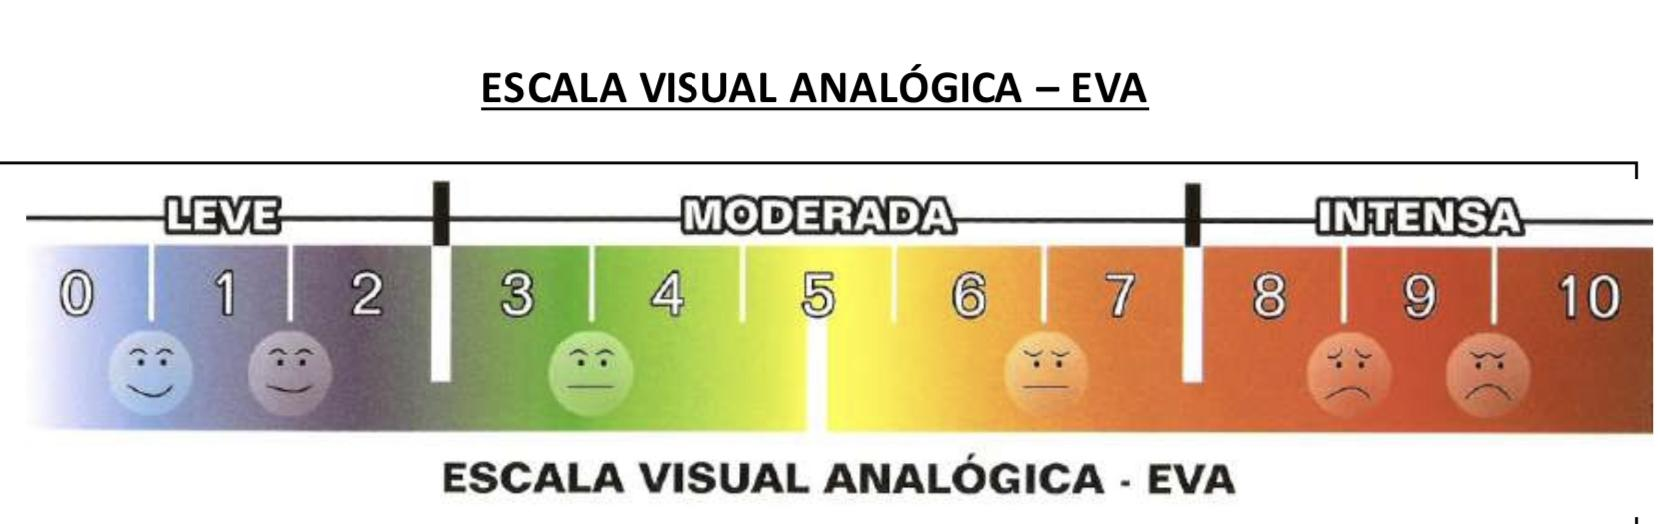 ESCALA VISUAL ANALÓGICA – EVA
LEVE MODERADA INTENSA
0 1 2 3 4 5 6 7 8 9 10
ESCALA VISUAL ANALÓGICA - EVA